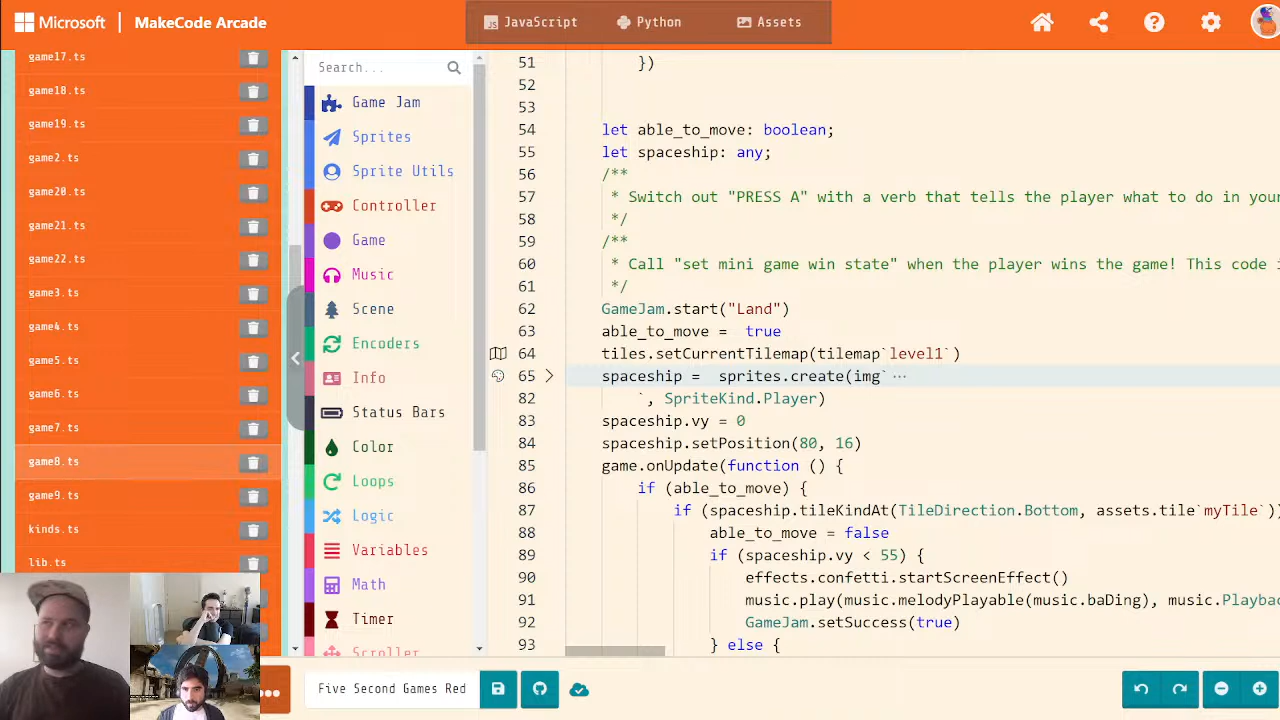 Microsoft
MakeCode Arcade
JS JavaScript
Python
Assets
game17.ts
game18.ts
game19.ts
game2.ts
game20.ts
game21.ts
game22.ts
game3.ts
game4.ts
game5.ts
game6.ts
game7.ts
game8.ts
game9.ts
kinds.ts
lib.ts
Search...
Game Jam
Sprites
Sprite Utils
Controller
Game
Music
Scene
Encoders
Info
Status Bars
Color
Loops
Logic
Variables
Math
Timer
Scroller
51 })
52
53
54 let able_to_move: boolean;
55 let spaceship: any;
56 /**
57 * Switch out "PRESS A" with a verb that tells the player what to do in your
58 */
59 /**
60 * Call "set mini game win state" when the player wins the game! This code i
61 */
62 GameJam.start("Land")
63 able_to_move = true
64 tiles.setCurrentTilemap(tilemap`level1`)
65 spaceship = sprites.create(img` ···
82 `, SpriteKind.Player)
83 spaceship.vy = 0
84 spaceship.setPosition(80, 16)
85 game.onUpdate(function () {
86 if (able_to_move) {
87 if (spaceship.tileKindAt(TileDirection.Bottom, assets.tile`myTile`))
88 able_to_move = false
89 if (spaceship.vy < 55) {
90 effects.confetti.startScreenEffect()
91 music.play(music.melodyPlayable(music.baDing), music.Playba
92 GameJam.setSuccess(true)
93 } else {
Five Second Games Red